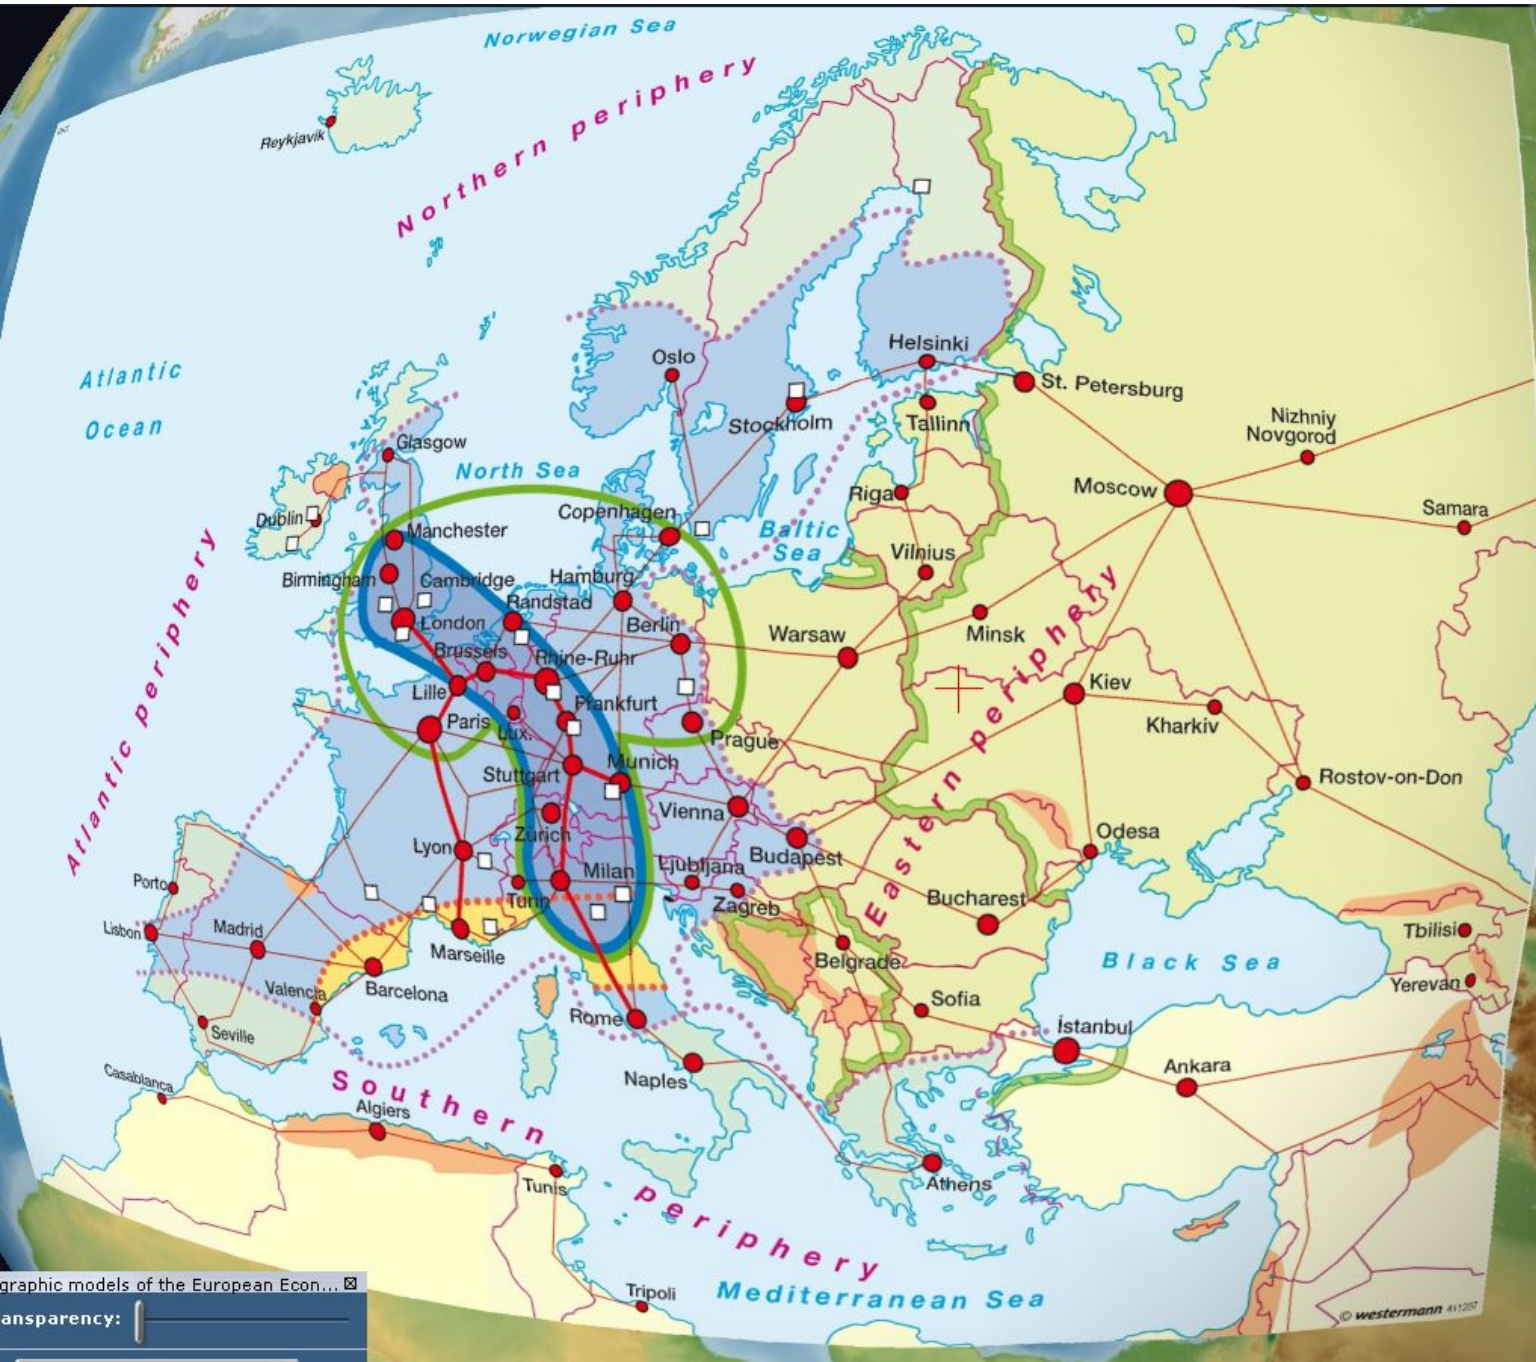 Norwegian Sea
Northern periphery
Reykjavik
Atlantic
Ocean
Oslo
Helsinki
St. Petersburg
Stockholm
Tallinn
Nizhniy
Novgorod
Glasgow
North Sea
Riga
Moscow
Samara
Dublin
Copenhagen
Baltic
Sea
Manchester
Vilnius
Birmingham
Cambridge
Hamburg
Randstad
London
Berlin
Warsaw
Minsk
Atlantic periphery
Brussels
Rhine-Ruhr
Lille
Frankfurt
Kiev
Paris
Lux.
Prague
Kharkiv
Eastern periphery
Stuttgart
Munich
Rostov-on-Don
Vienna
Zürich
Odesa
Lyon
Budapest
Milan
Ljubljana
Porto
Turin
Zagreb
Bucharest
Lisbon
Madrid
Marseille
Belgrade
Tbilisi
Black Sea
Valencia
Barcelona
Yerevan
Sofia
Rome
İstanbul
Seville
Ankara
Naples
Casablanca
Southern
Algiers
Tunis
Athens
periphery
Tripoli
Mediterranean Sea
graphic models of the European Econ...
ansparency:
© westermann